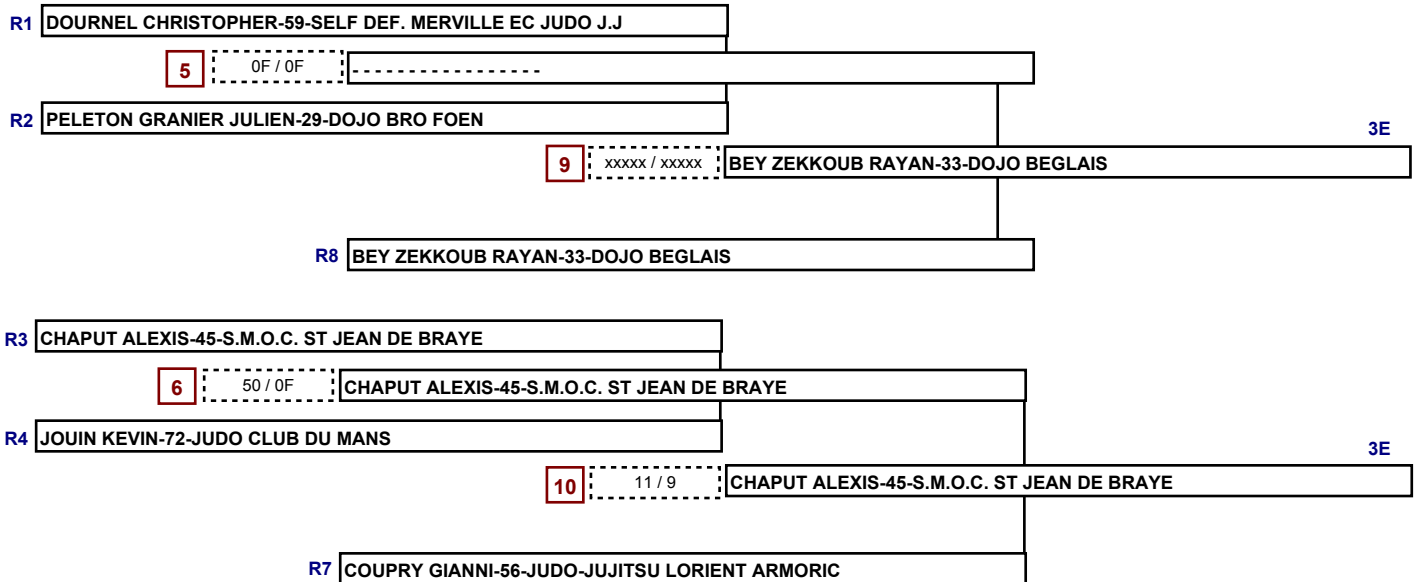 R1 DOURNEL CHRISTOPHER-59-SELF DEF. MERVILLE EC JUDO J.J
5 0F / 0F - - - - - - - - - - - - - - - - -
R2 PELETON GRANIER JULIEN-29-DOJO BRO FOEN
3E
9 xxxxx / xxxxx BEY ZEKKOUB RAYAN-33-DOJO BEGLAIS
R8 BEY ZEKKOUB RAYAN-33-DOJO BEGLAIS
R3 CHAPUT ALEXIS-45-S.M.O.C. ST JEAN DE BRAYE
6 50 / 0F CHAPUT ALEXIS-45-S.M.O.C. ST JEAN DE BRAYE
R4 JOUIN KEVIN-72-JUDO CLUB DU MANS
3E
10 11 / 9 CHAPUT ALEXIS-45-S.M.O.C. ST JEAN DE BRAYE
R7 COUPRY GIANNI-56-JUDO-JUJITSU LORIENT ARMORIC